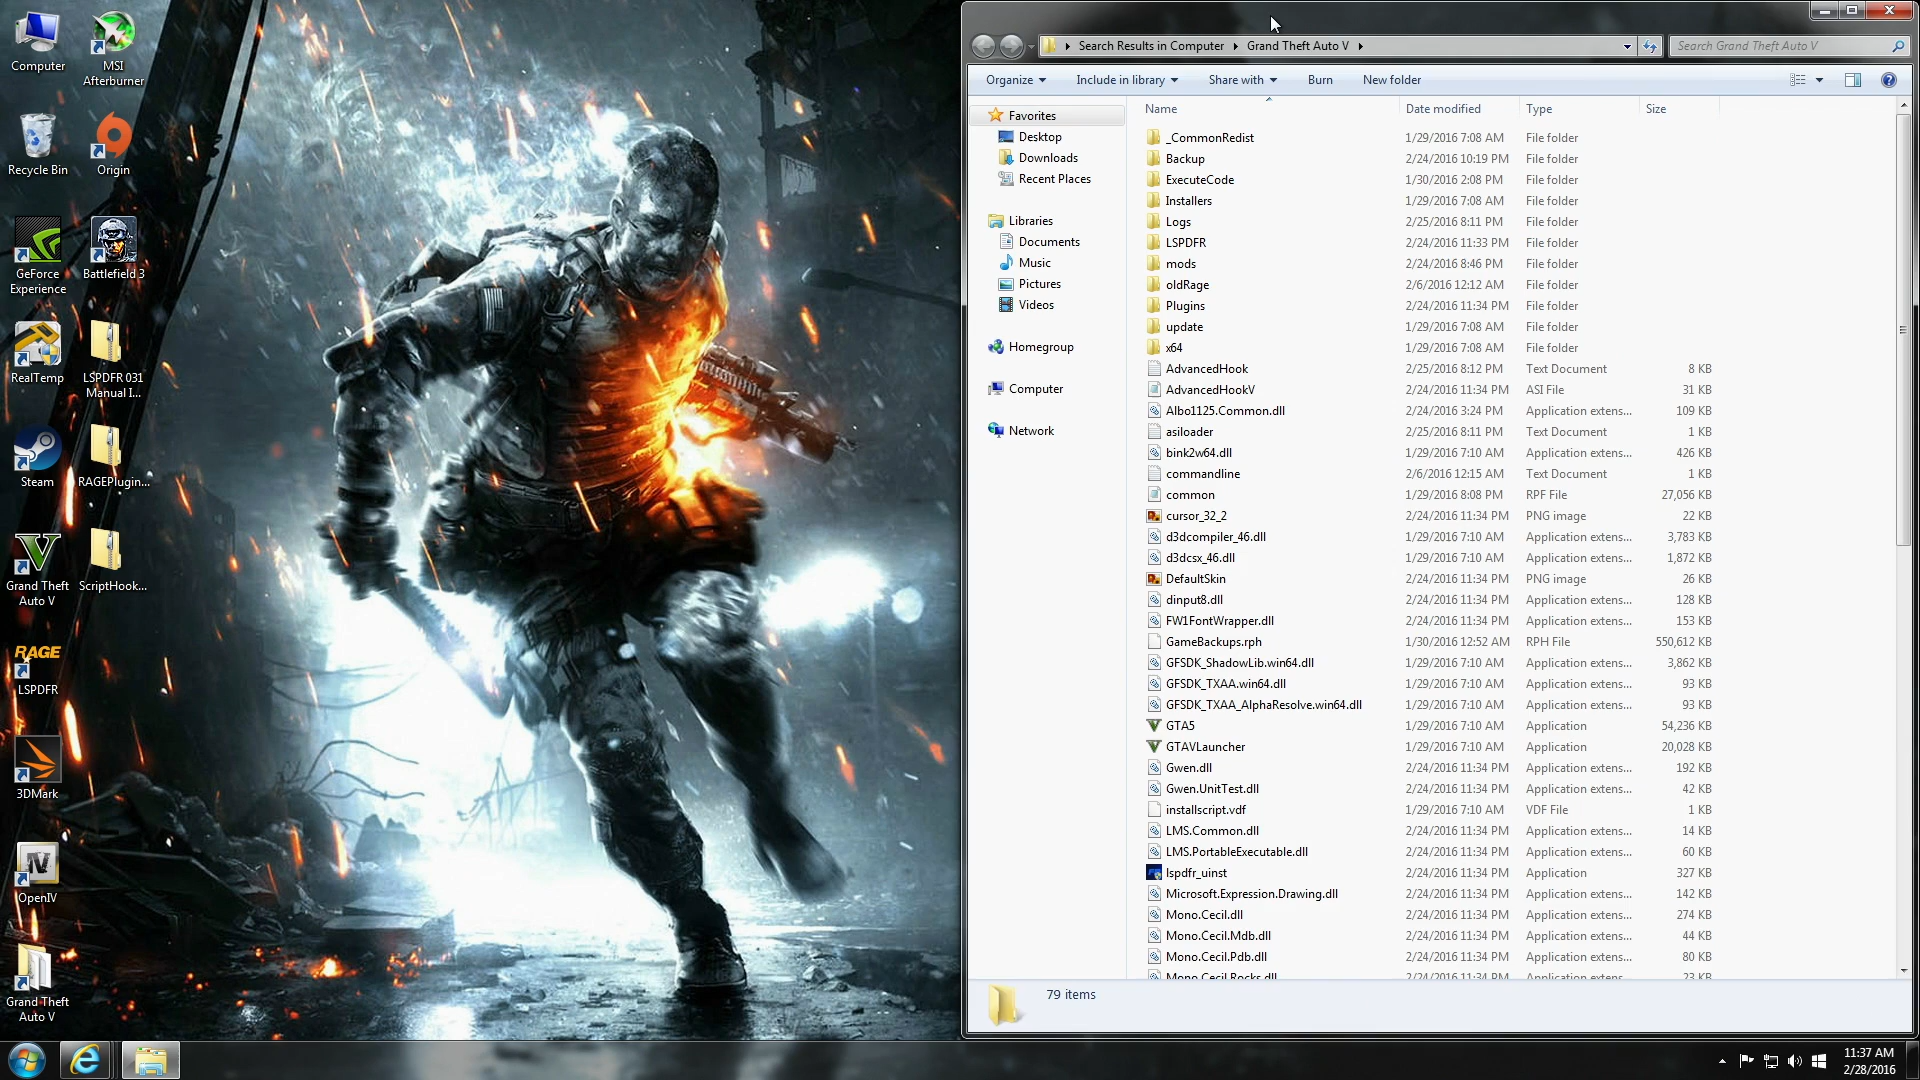 Computer
MSI Afterburner
Recycle Bin
Origin
GeForce Experience
Battlefield 3
RealTemp
LSPDFR 031 Manual I...
Steam
RAGEPlugin...
Grand Theft Auto V
ScriptHook...
RAGE
LSPDFR
3DMark
IV
OpenIV
Grand Theft Auto V
Search Results in Computer
Grand Theft Auto V
Search Grand Theft Auto V
Organize
Include in library
Share with
Burn
New folder
Favorites
Desktop
Downloads
Recent Places
Libraries
Documents
Music
Pictures
Videos
Homegroup
Computer
Network
Name Date modified Type Size
_CommonRedist 1/29/2016 7:08 AM File folder
Backup 2/24/2016 10:19 PM File folder
ExecuteCode 1/30/2016 2:08 PM File folder
Installers 1/29/2016 7:08 AM File folder
Logs 2/25/2016 8:11 PM File folder
LSPDFR 2/24/2016 11:33 PM File folder
mods 2/24/2016 8:46 PM File folder
oldRage 2/6/2016 12:12 AM File folder
Plugins 2/24/2016 11:34 PM File folder
update 1/29/2016 7:08 AM File folder
x64 1/29/2016 7:08 AM File folder
AdvancedHook 2/25/2016 8:12 PM Text Document 8 KB
AdvancedHookV 2/24/2016 11:34 PM ASI File 31 KB
Albo1125.Common.dll 2/24/2016 3:24 PM Application extens... 109 KB
asiloader 2/25/2016 8:11 PM Text Document 1 KB
bink2w64.dll 1/29/2016 7:10 AM Application extens... 426 KB
commandline 2/6/2016 12:15 AM Text Document 1 KB
common 1/29/2016 8:08 PM RPF File 27,056 KB
cursor_32_2 2/24/2016 11:34 PM PNG image 22 KB
d3dcompiler_46.dll 1/29/2016 7:10 AM Application extens... 3,783 KB
d3dcsx_46.dll 1/29/2016 7:10 AM Application extens... 1,872 KB
DefaultSkin 2/24/2016 11:34 PM PNG image 26 KB
dinput8.dll 2/24/2016 11:34 PM Application extens... 128 KB
FW1FontWrapper.dll 2/24/2016 11:34 PM Application extens... 153 KB
GameBackups.rph 1/30/2016 12:52 AM RPH File 550,612 KB
GFSDK_ShadowLib.win64.dll 1/29/2016 7:10 AM Application extens... 3,862 KB
GFSDK_TXAA.win64.dll 1/29/2016 7:10 AM Application extens... 93 KB
GFSDK_TXAA_AlphaResolve.win64.dll 1/29/2016 7:10 AM Application extens... 93 KB
GTA5 1/29/2016 7:10 AM Application 54,236 KB
GTAVLauncher 1/29/2016 7:10 AM Application 20,028 KB
Gwen.dll 2/24/2016 11:34 PM Application extens... 192 KB
Gwen.UnitTest.dll 2/24/2016 11:34 PM Application extens... 42 KB
installscript.vdf 1/29/2016 7:10 AM VDF File 1 KB
LMS.Common.dll 2/24/2016 11:34 PM Application extens... 14 KB
LMS.PortableExecutable.dll 2/24/2016 11:34 PM Application extens... 60 KB
lspdfr_uinst 2/24/2016 11:34 PM Application 327 KB
Microsoft.Expression.Drawing.dll 2/24/2016 11:34 PM Application extens... 142 KB
Mono.Cecil.dll 2/24/2016 11:34 PM Application extens... 274 KB
Mono.Cecil.Mdb.dll 2/24/2016 11:34 PM Application extens... 44 KB
Mono.Cecil.Pdb.dll 2/24/2016 11:34 PM Application extens... 80 KB
Mono.Cecil.Rocks.dll 2/24/2016 11:34 PM Application extens... 23 KB
79 items
11:37 AM
2/28/2016